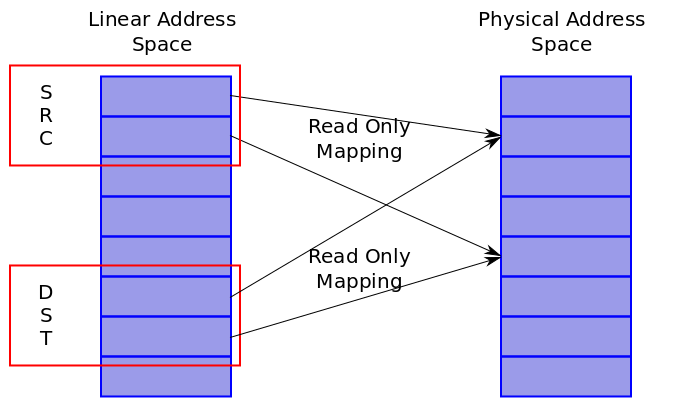 Linear Address
Space
Physical Address
Space
S
R
C
Read Only
Mapping
Read Only
Mapping
D
S
T